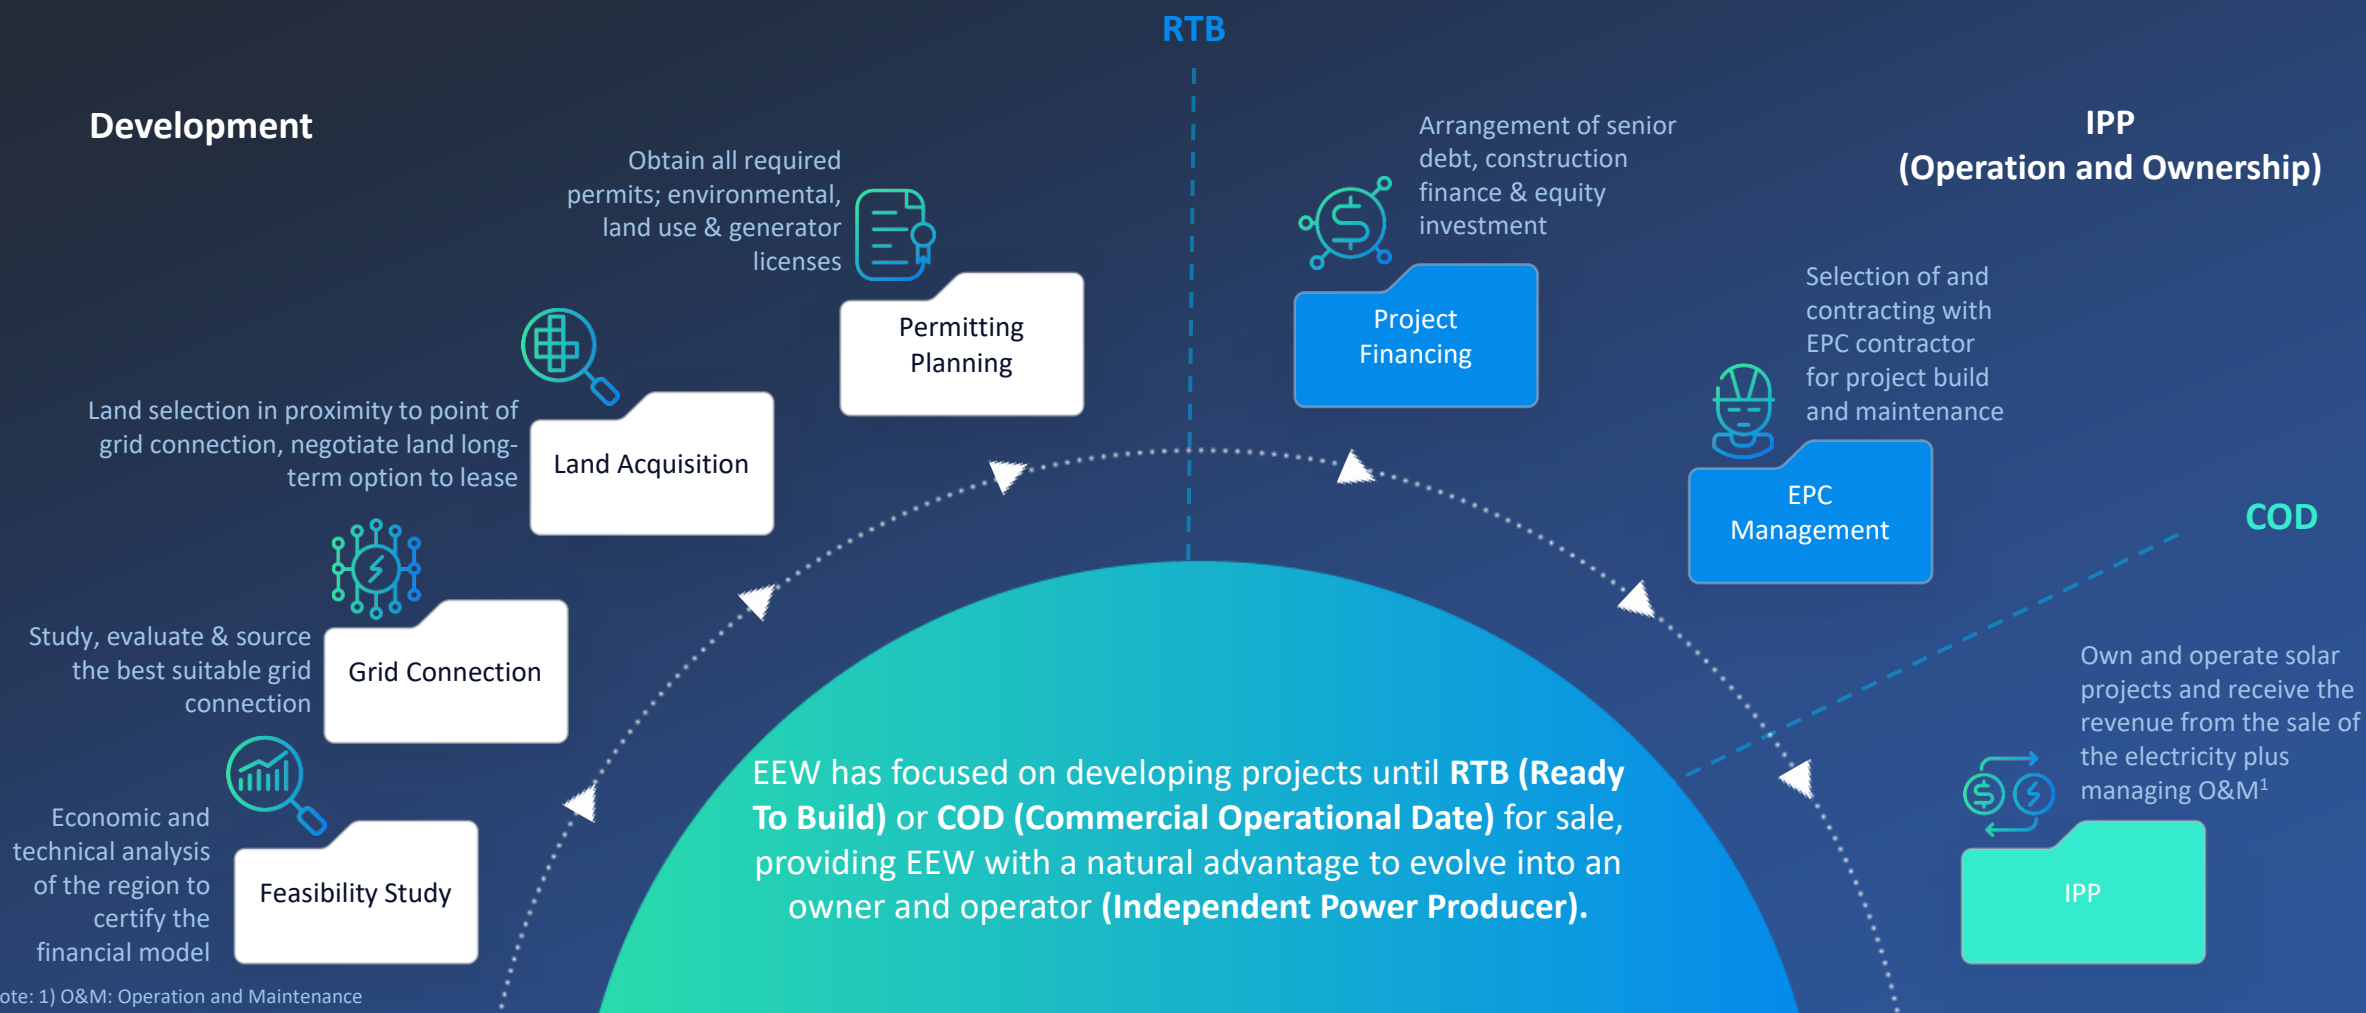 RTB
Development
IPP
(Operation and Ownership)
Economic and
technical analysis
of the region to
certify the
financial model
Feasibility Study
Study, evaluate & source
the best suitable grid
connection
Grid Connection
Land selection in proximity to point of
grid connection, negotiate land long-
term option to lease
Land Acquisition
Obtain all required
permits; environmental,
land use & generator
licenses
Permitting
Planning
Arrangement of senior
debt, construction
finance & equity
investment
Project
Financing
Selection of and
contracting with
EPC contractor
for project build
and maintenance
EPC
Management
COD
Own and operate solar
projects and receive the
revenue from the sale of
the electricity plus
managing O&M¹
IPP
EEW has focused on developing projects until RTB (Ready
To Build) or COD (Commercial Operational Date) for sale,
providing EEW with a natural advantage to evolve into an
owner and operator (Independent Power Producer).
ote: 1) O&M: Operation and Maintenance